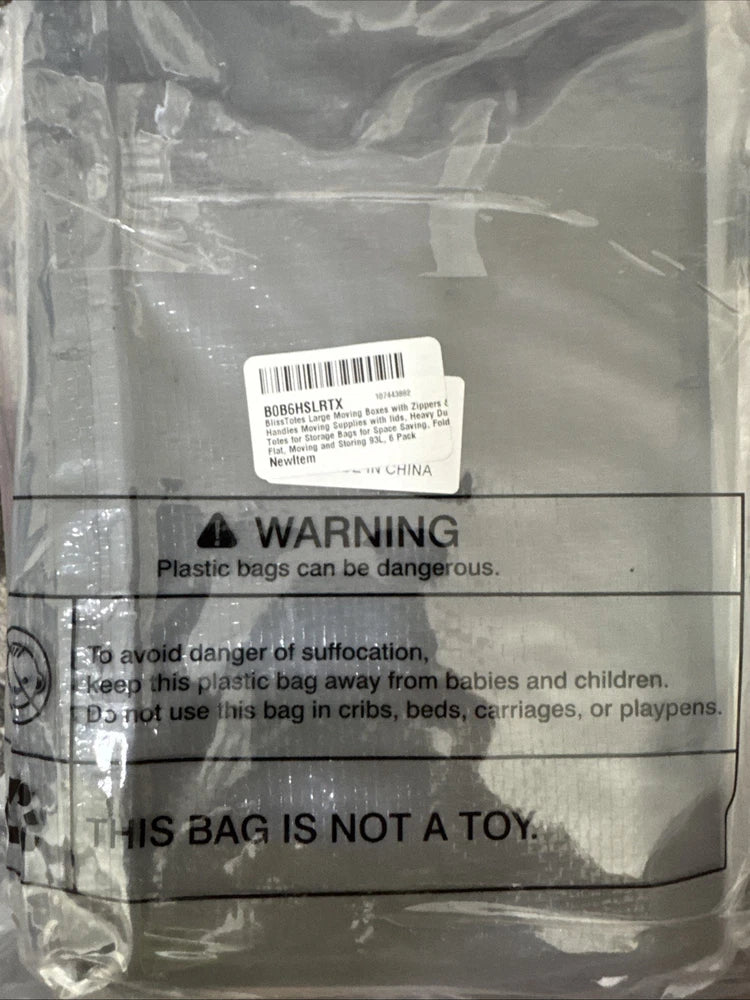 107443882
B0B6HSLRTX
BlissTotes Large Moving Boxes with Zippers &
Handles Moving Supplies with lids, Heavy Du
Totes for Storage Bags for Space Saving, Fold
Flat, Moving and Storing 93L, 6 Pack
NewItem
IN CHINA
WARNING
Plastic bags can be dangerous.
To avoid danger of suffocation,
keep this plastic bag away from babies and children.
Do not use this bag in cribs, beds, carriages, or playpens.
THIS BAG IS NOT A TOY.